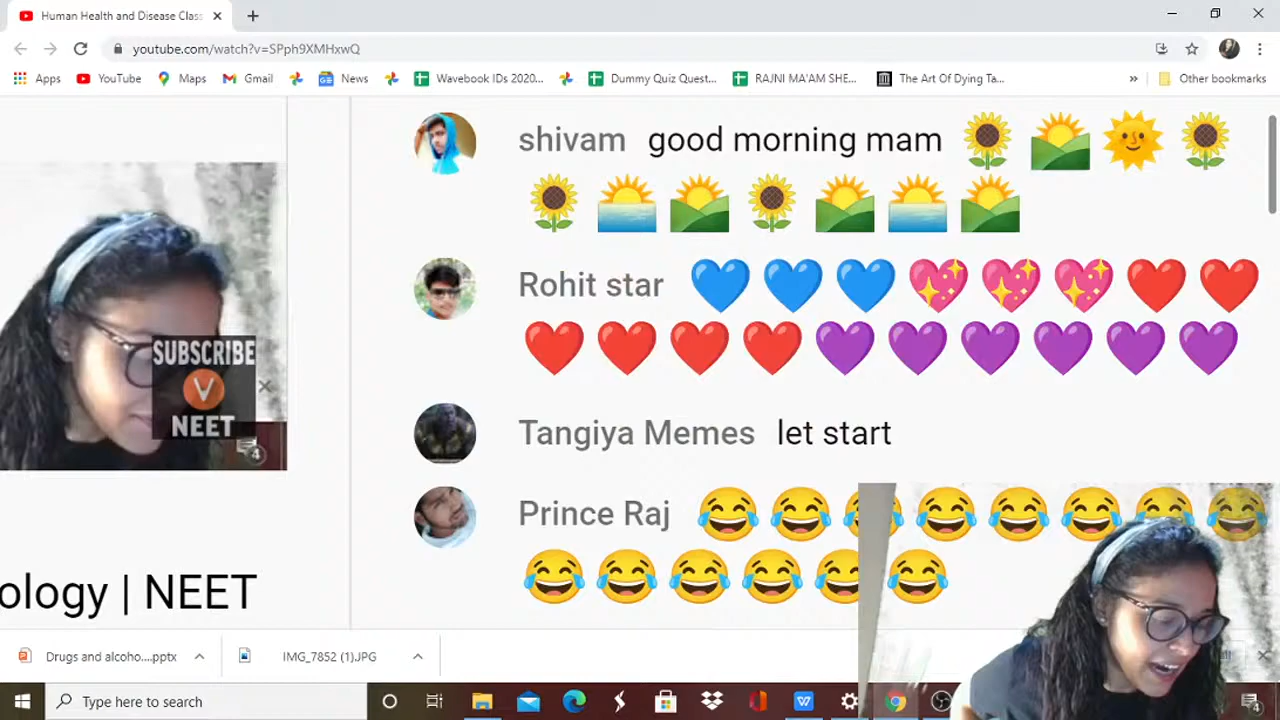 Human Health and Disease Clas
youtube.com/watch?v=SPph9XMHxwQ
Apps YouTube Maps Gmail News Wavebook IDs 2020... Dummy Quiz Quest... RAJNI MA'AM SHE... The Art Of Dying Ta... » Other bookmarks
shivam good morning mam 🌻 🌄 🌞 🌻
🌻 🌅 🌄 🌻 🌄 🌅 🌄
Rohit star 💙 💙 💙 💖 💖 💖 ❤️ ❤️
❤️ ❤️ ❤️ ❤️ 💜 💜 💜 💜 💜 💜
SUBSCRIBE
V
NEET
4
Tangiya Memes let start
Prince Raj 😂 😂 😂 😂 😂 😂 😂 😂
😂 😂 😂 😂 😂 😂
ology | NEET
Drugs and alcoho....pptx IMG_7852 (1).JPG
Type here to search
4